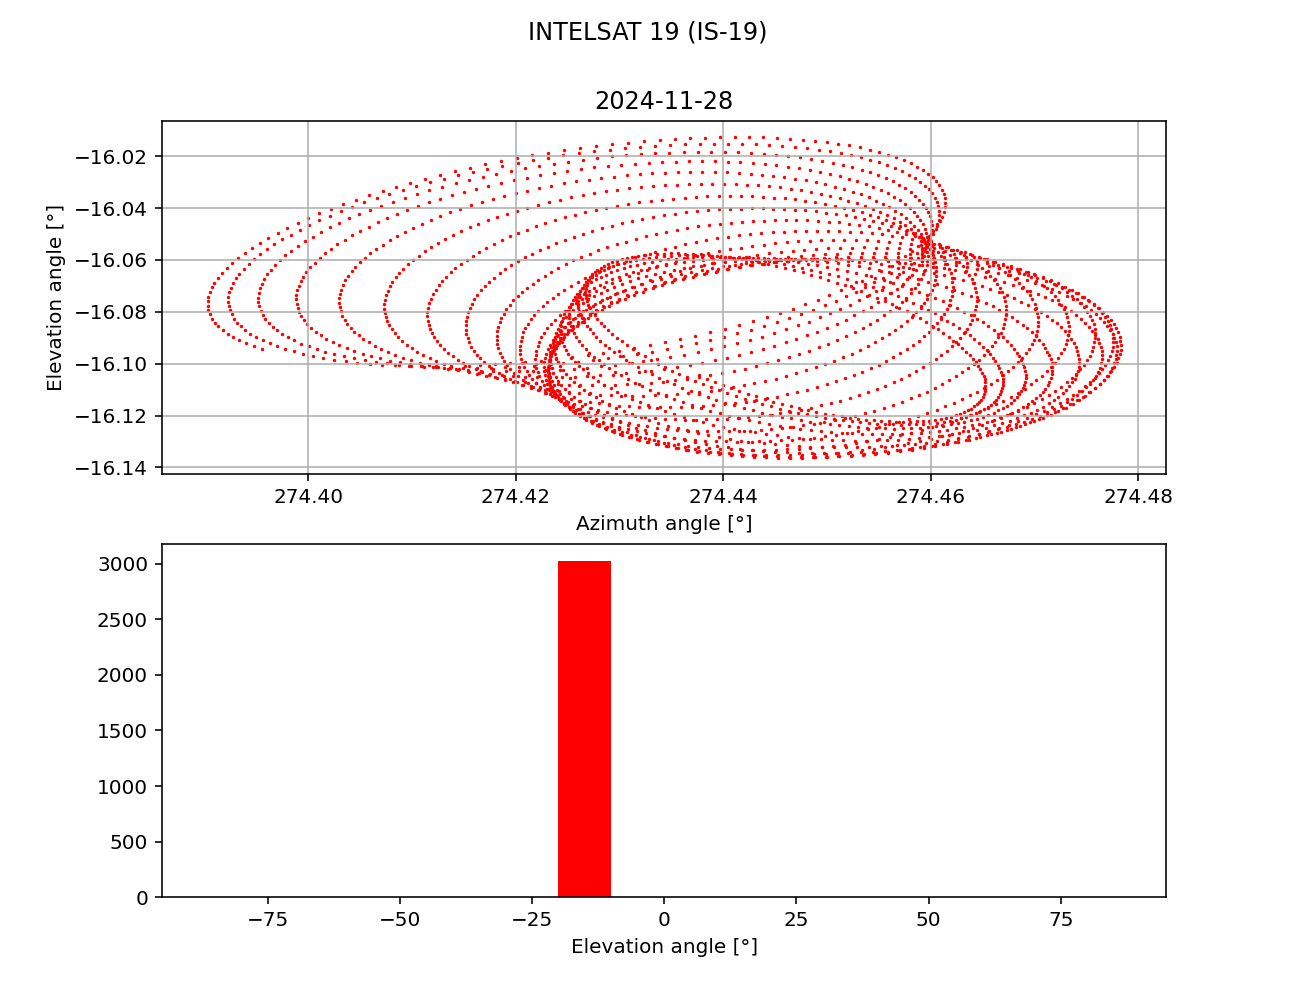 INTELSAT 19 (IS-19)
2024-11-28
Elevation angle [°]
−16.02
−16.04
−16.06
−16.08
−16.10
−16.12
−16.14
274.40 274.42 274.44 274.46 274.48
Azimuth angle [°]
3000
2500
2000
1500
1000
500
0
−75 −50 −25 0 25 50 75
Elevation angle [°]